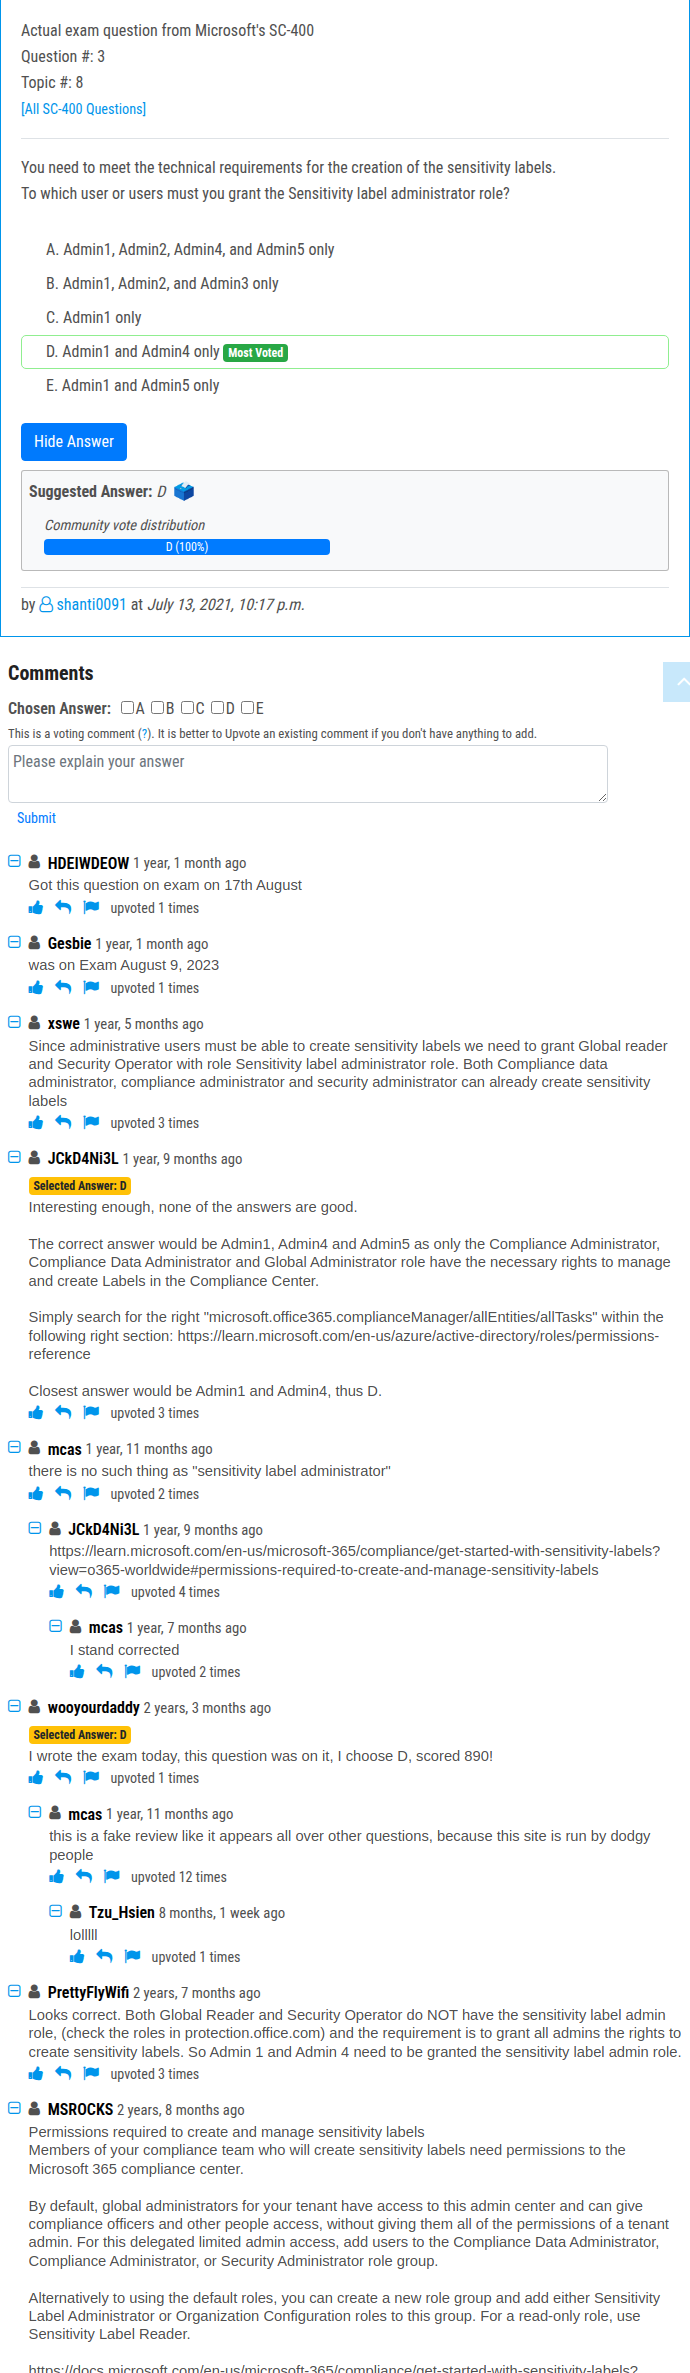 Actual exam question from Microsoft's SC-400
Question #: 3
Topic #: 8
[All SC-400 Questions]
You need to meet the technical requirements for the creation of the sensitivity labels.
To which user or users must you grant the Sensitivity label administrator role?
A. Admin1, Admin2, Admin4, and Admin5 only
B. Admin1, Admin2, and Admin3 only
C. Admin1 only
D. Admin1 and Admin4 only Most Voted
E. Admin1 and Admin5 only
Hide Answer
Suggested Answer: D
Community vote distribution
D (100%)
by shanti0091 at July 13, 2021, 10:17 p.m.
Comments
Chosen Answer: A B C D E
This is a voting comment (?). It is better to Upvote an existing comment if you don't have anything to add.
Please explain your answer
Submit
HDEIWDEOW 1 year, 1 month ago
Got this question on exam on 17th August
upvoted 1 times
Gesbie 1 year, 1 month ago
was on Exam August 9, 2023
upvoted 1 times
xswe 1 year, 5 months ago
Since administrative users must be able to create sensitivity labels we need to grant Global reader
and Security Operator with role Sensitivity label administrator role. Both Compliance data
administrator, compliance administrator and security administrator can already create sensitivity
labels
upvoted 3 times
JCkD4Ni3L 1 year, 9 months ago
Selected Answer: D
Interesting enough, none of the answers are good.
The correct answer would be Admin1, Admin4 and Admin5 as only the Compliance Administrator,
Compliance Data Administrator and Global Administrator role have the necessary rights to manage
and create Labels in the Compliance Center.
Simply search for the right "microsoft.office365.complianceManager/allEntities/allTasks" within the
following right section: https://learn.microsoft.com/en-us/azure/active-directory/roles/permissions-
reference
Closest answer would be Admin1 and Admin4, thus D.
upvoted 3 times
mcas 1 year, 11 months ago
there is no such thing as "sensitivity label administrator"
upvoted 2 times
JCkD4Ni3L 1 year, 9 months ago
https://learn.microsoft.com/en-us/microsoft-365/compliance/get-started-with-sensitivity-labels?
view=o365-worldwide#permissions-required-to-create-and-manage-sensitivity-labels
upvoted 4 times
mcas 1 year, 7 months ago
I stand corrected
upvoted 2 times
wooyourdaddy 2 years, 3 months ago
Selected Answer: D
I wrote the exam today, this question was on it, I choose D, scored 890!
upvoted 1 times
mcas 1 year, 11 months ago
this is a fake review like it appears all over other questions, because this site is run by dodgy
people
upvoted 12 times
Tzu_Hsien 8 months, 1 week ago
lolllll
upvoted 1 times
PrettyFlyWifi 2 years, 7 months ago
Looks correct. Both Global Reader and Security Operator do NOT have the sensitivity label admin
role, (check the roles in protection.office.com) and the requirement is to grant all admins the rights to
create sensitivity labels. So Admin 1 and Admin 4 need to be granted the sensitivity label admin role.
upvoted 3 times
MSROCKS 2 years, 8 months ago
Permissions required to create and manage sensitivity labels
Members of your compliance team who will create sensitivity labels need permissions to the
Microsoft 365 compliance center.
By default, global administrators for your tenant have access to this admin center and can give
compliance officers and other people access, without giving them all of the permissions of a tenant
admin. For this delegated limited admin access, add users to the Compliance Data Administrator,
Compliance Administrator, or Security Administrator role group.
Alternatively to using the default roles, you can create a new role group and add either Sensitivity
Label Administrator or Organization Configuration roles to this group. For a read-only role, use
Sensitivity Label Reader.
https://docs.microsoft.com/en-us/microsoft-365/compliance/get-started-with-sensitivity-labels?